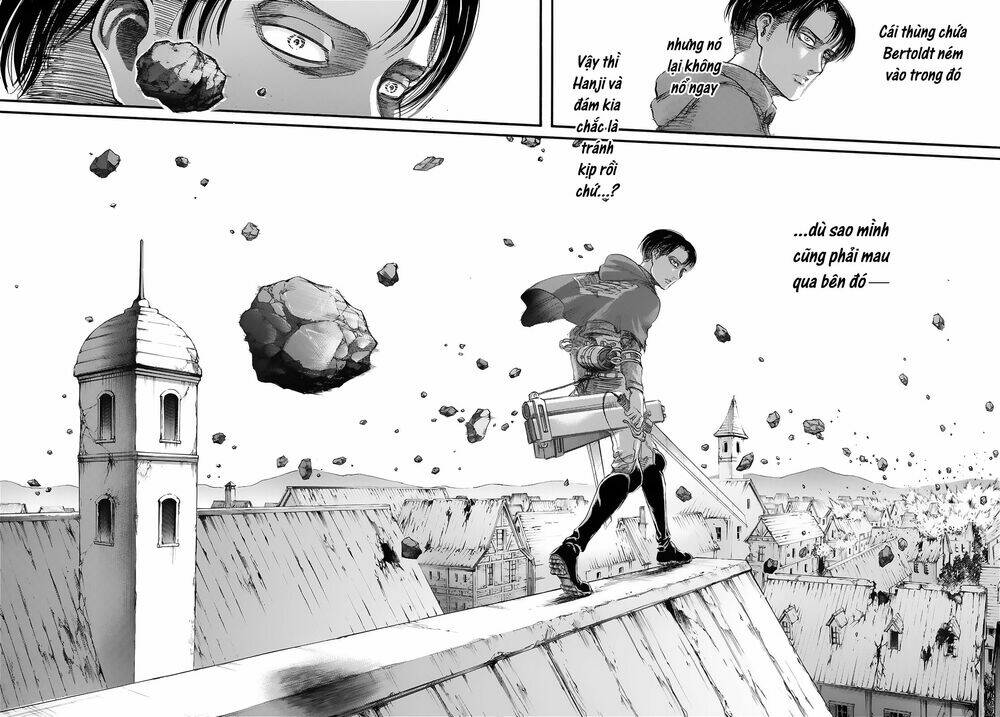 Cái thùng chứa
Bertoldt ném
vào trong đó
nhưng nó
lại không
nổ ngay
Vậy thì
Hanji và
đám kia
chắc là
tránh
kịp rồi
chứ...?
...dù sao mình
cũng phải mau
qua bên đó —